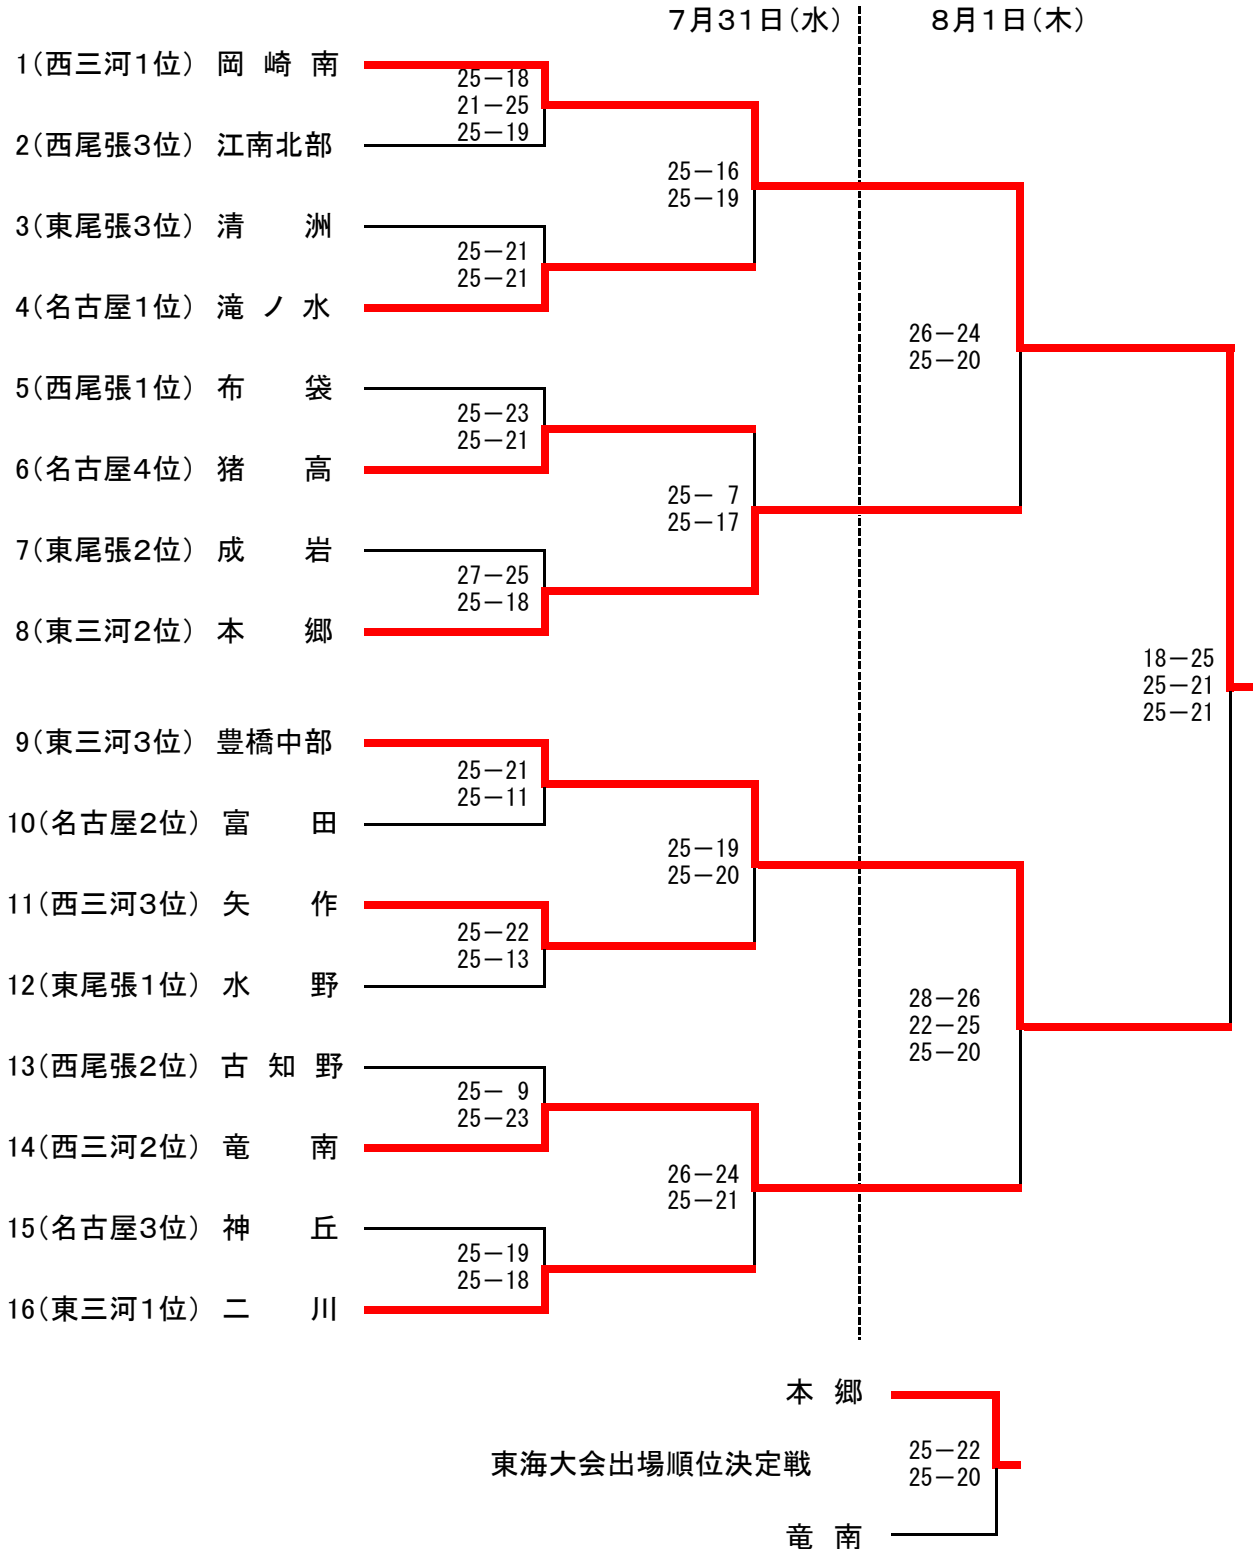 7月31日(水) 8月1日(木)
1(西三河1位) 岡崎南
25-18
21-25
25-19
2(西尾張3位) 江南北部
25-16
25-19
3(東尾張3位) 清洲
25-21
25-21
4(名古屋1位) 滝ノ水
26-24
25-20
5(西尾張1位) 布袋
25-23
25-21
6(名古屋4位) 猪高
25-7
25-17
7(東尾張2位) 成岩
27-25
25-18
8(東三河2位) 本郷
18-25
25-21
25-21
9(東三河3位) 豊橋中部
25-21
25-11
10(名古屋2位) 富田
25-19
25-20
11(西三河3位) 矢作
25-22
25-13
12(東尾張1位) 水野
28-26
22-25
25-20
13(西尾張2位) 古知野
25-9
25-23
14(西三河2位) 竜南
26-24
25-21
15(名古屋3位) 神丘
25-19
25-18
16(東三河1位) 二川
本郷
東海大会出場順位決定戦
25-22
25-20
竜南